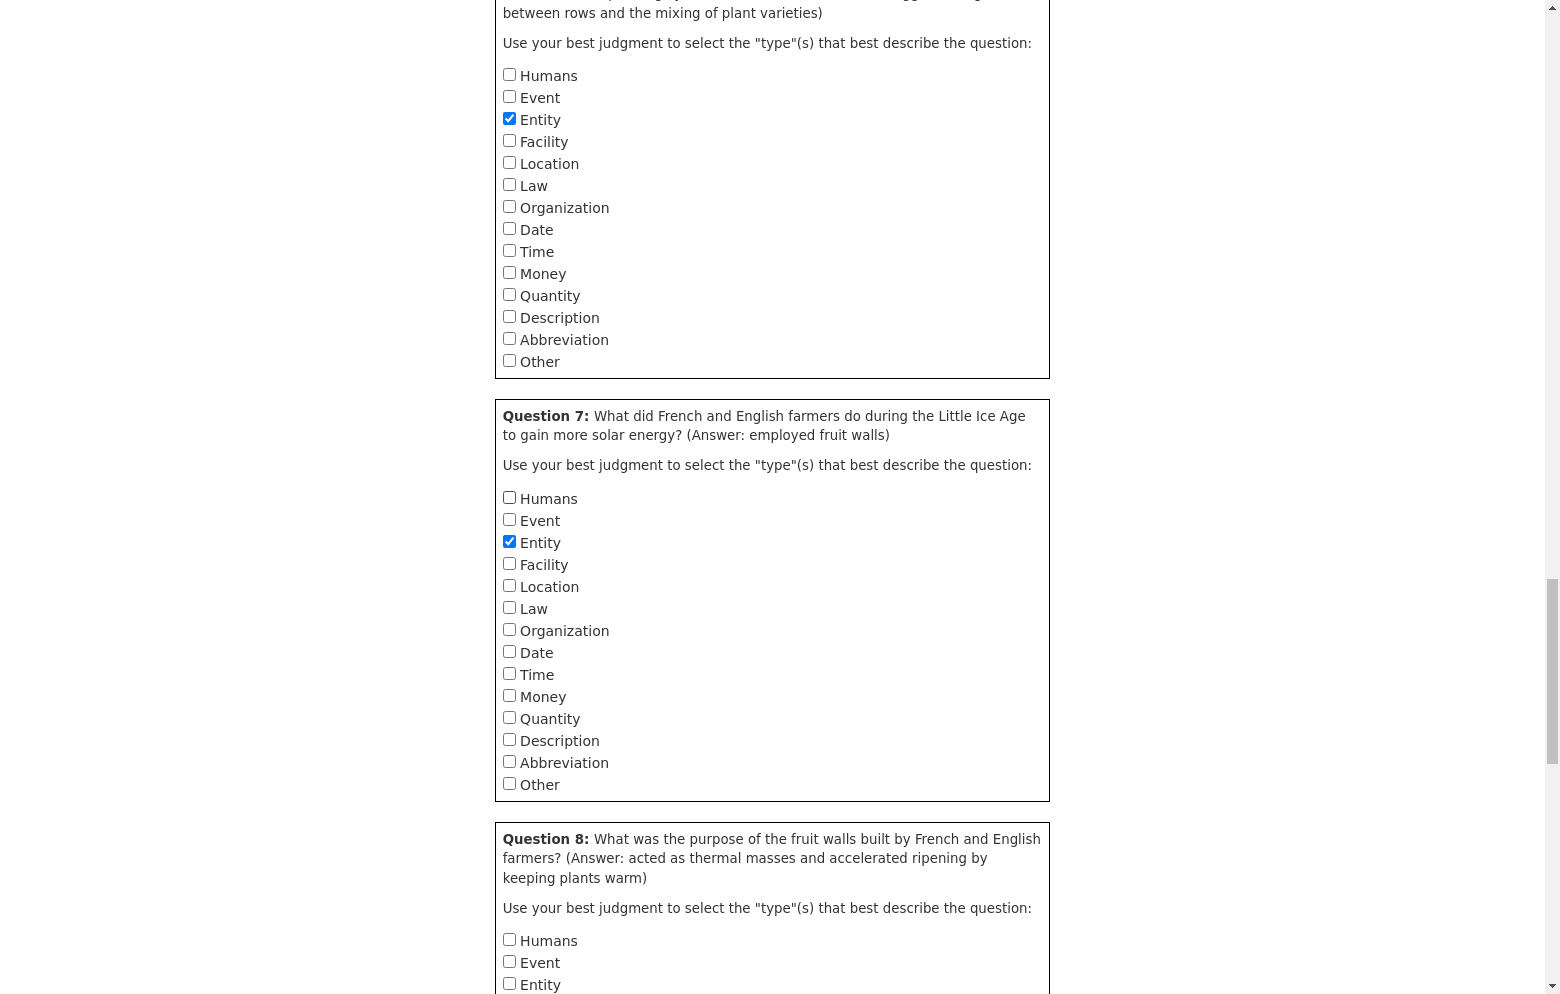 between rows and the mixing of plant varieties)
Use your best judgment to select the "type"(s) that best describe the question:
Humans
Event
Entity
Facility
Location
Law
Organization
Date
Time
Money
Quantity
Description
Abbreviation
Other
Question 7: What did French and English farmers do during the Little Ice Age
to gain more solar energy? (Answer: employed fruit walls)
Use your best judgment to select the "type"(s) that best describe the question:
Humans
Event
Entity
Facility
Location
Law
Organization
Date
Time
Money
Quantity
Description
Abbreviation
Other
Question 8: What was the purpose of the fruit walls built by French and English
farmers? (Answer: acted as thermal masses and accelerated ripening by
keeping plants warm)
Use your best judgment to select the "type"(s) that best describe the question:
Humans
Event
Entity